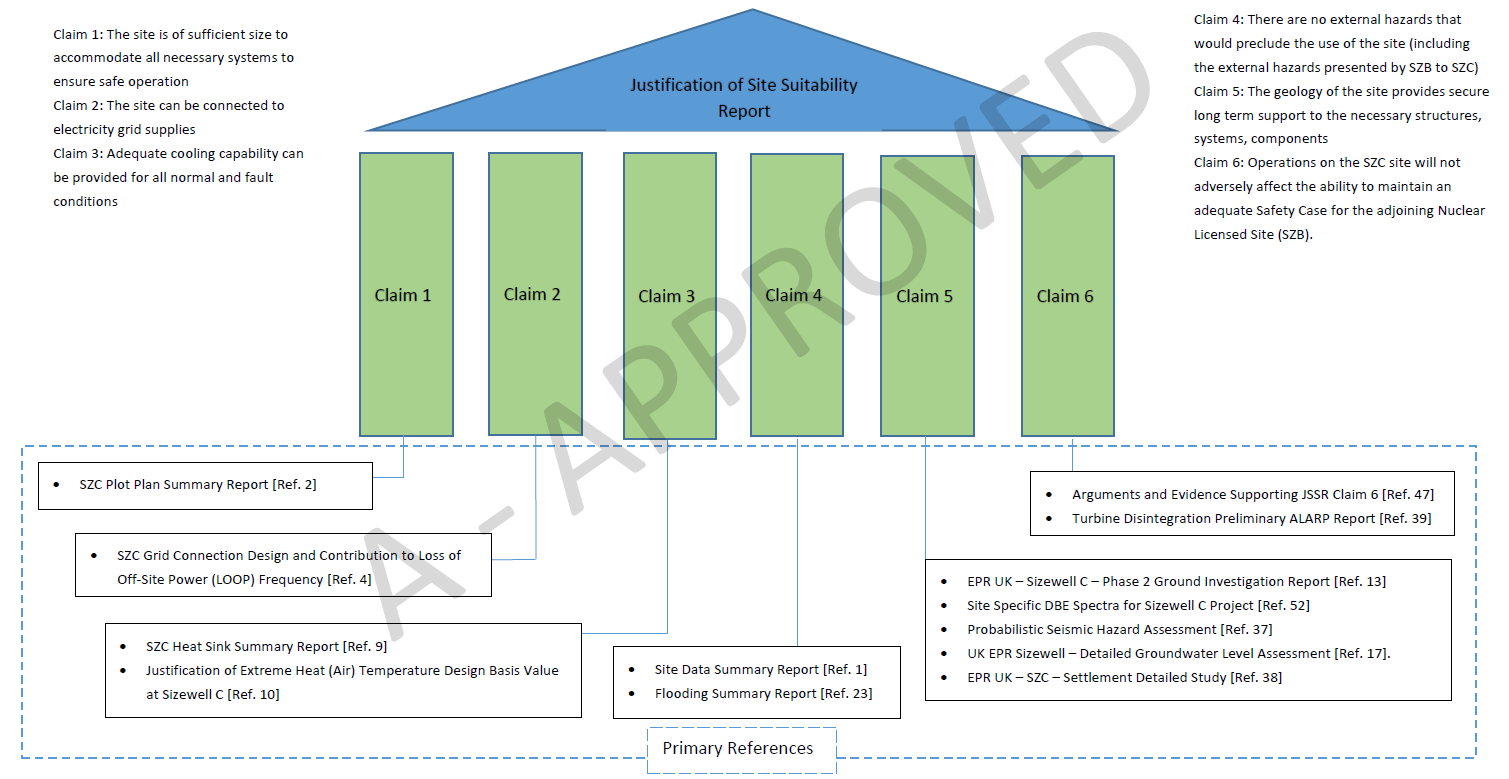 Claim 1: The site is of sufficient size to
accommodate all necessary systems to
ensure safe operation
Claim 2: The site can be connected to
electricity grid supplies
Claim 3: Adequate cooling capability can
be provided for all normal and fault
conditions
Justification of Site Suitability
Report
Claim 4: There are no external hazards that
would preclude the use of the site (including
the external hazards presented by SZB to SZC)
Claim 5: The geology of the site provides secure
long term support to the necessary structures,
systems, components
Claim 6: Operations on the SZC site will not
adversely affect the ability to maintain an
adequate Safety Case for the adjoining Nuclear
Licensed Site (SZB).
Claim 1
Claim 2
Claim 3
Claim 4
Claim 5
Claim 6
A - APPROVED
• SZC Plot Plan Summary Report [Ref. 2]
• SZC Grid Connection Design and Contribution to Loss of
Off-Site Power (LOOP) Frequency [Ref. 4]
• SZC Heat Sink Summary Report [Ref. 9]
• Justification of Extreme Heat (Air) Temperature Design Basis Value
at Sizewell C [Ref. 10]
• Site Data Summary Report [Ref. 1]
• Flooding Summary Report [Ref. 23]
• Arguments and Evidence Supporting JSSR Claim 6 [Ref. 47]
• Turbine Disintegration Preliminary ALARP Report [Ref. 39]
• EPR UK – Sizewell C – Phase 2 Ground Investigation Report [Ref. 13]
• Site Specific DBE Spectra for Sizewell C Project [Ref. 52]
• Probabilistic Seismic Hazard Assessment [Ref. 37]
• UK EPR Sizewell – Detailed Groundwater Level Assessment [Ref. 17].
• EPR UK – SZC – Settlement Detailed Study [Ref. 38]
Primary References